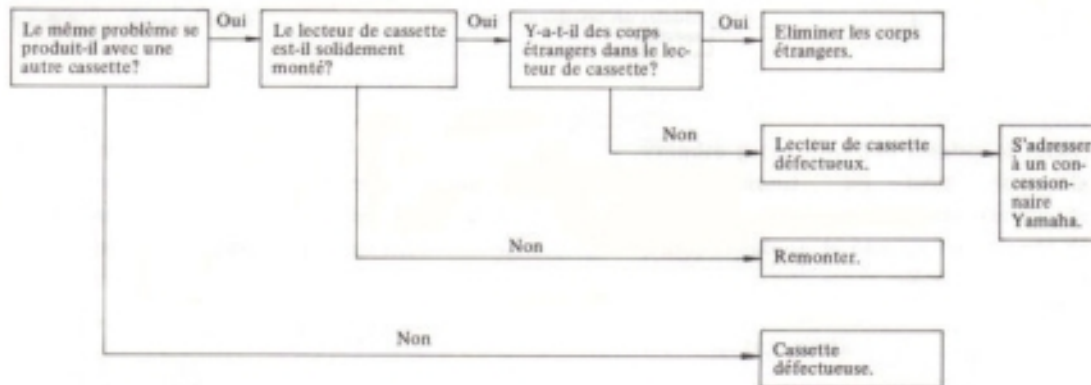 Le même problème se
produit-il avec une
autre cassette?
Oui
Le lecteur de cassette
est-il solidement
monté?
Oui
Y-a-t-il des corps
étrangers dans le lec-
teur de cassette?
Oui
Eliminer les corps
étrangers.
Non
Lecteur de cassette
défectueux.
S'adresser
à un con-
cession-
naire
Yamaha.
Non
Remonter.
Non
Cassette
défectueuse.